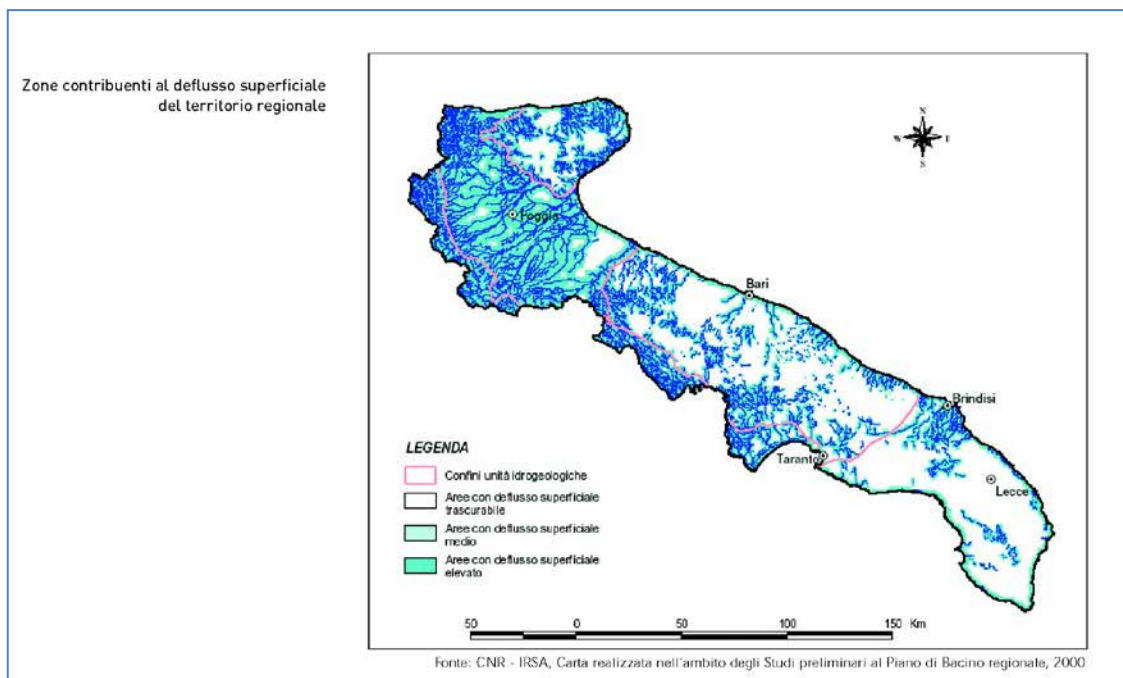 Zone contribuenti al deflusso superficiale
del territorio regionale
N
W E
S
Foggia
Bari
Brindisi
Taranto
Lecce
LEGENDA
Confini unità idrogeologiche
Aree con deflusso superficiale
trascurabile
Aree con deflusso superficiale
medio
Aree con deflusso superficiale
elevato
50 0 50 100 150 Km
Fonte: CNR - IRSA, Carta realizzata nell'ambito degli Studi preliminari al Piano di Bacino regionale, 2000